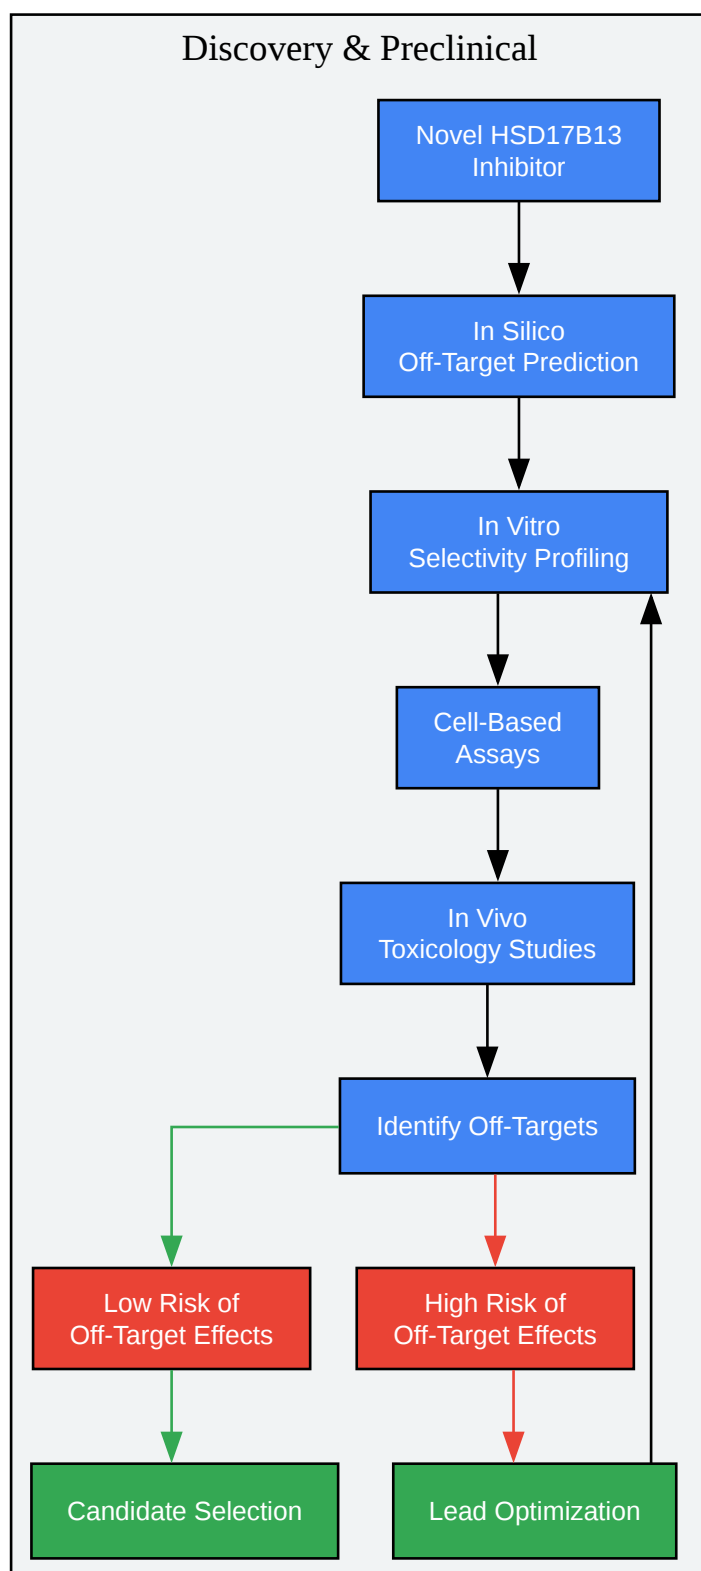 Discovery & Preclinical
Novel HSD17B13
Inhibitor
In Silico
Off-Target Prediction
In Vitro
Selectivity Profiling
Cell-Based
Assays
In Vivo
Toxicology Studies
Identify Off-Targets
Low Risk of
Off-Target Effects
High Risk of
Off-Target Effects
Candidate Selection
Lead Optimization